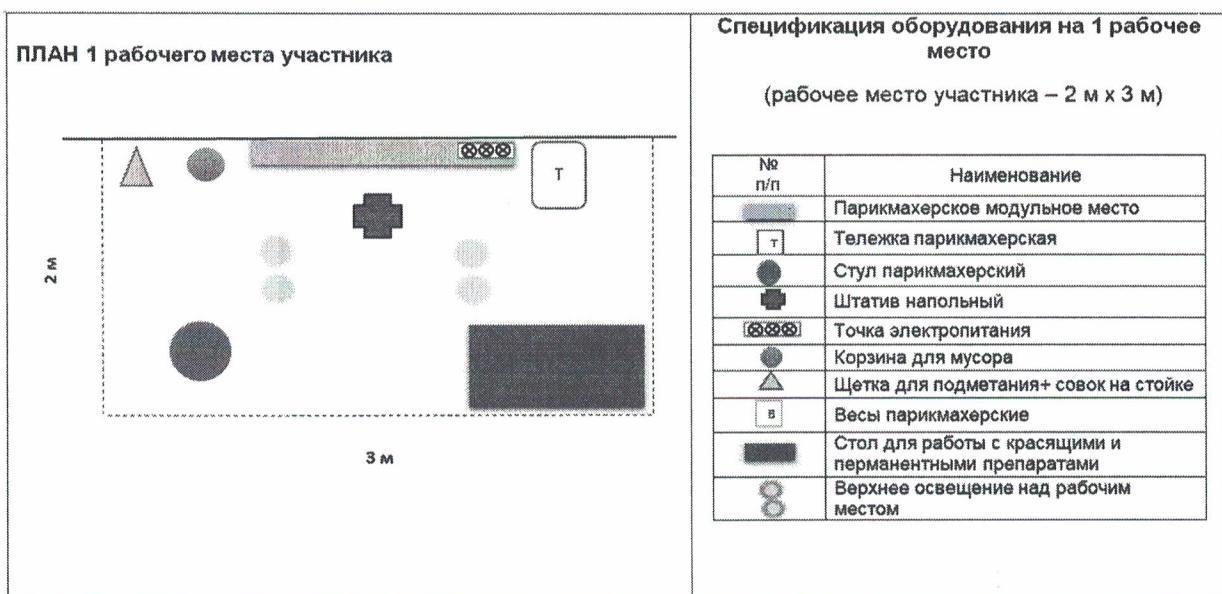 ПЛАН 1 рабочего места участника
Т
2 м
3 м
Спецификация оборудования на 1 рабочее
место
(рабочее место участника – 2 м х 3 м)
№
п/п
Наименование
Парикмахерское модульное место
Т
Тележка парикмахерская
Стул парикмахерский
Штатив напольный
Точка электропитания
Корзина для мусора
Щетка для подметания+ совок на стойке
В
Весы парикмахерские
Стол для работы с красящими и
перманентными препаратами
Верхнее освещение над рабочим
местом